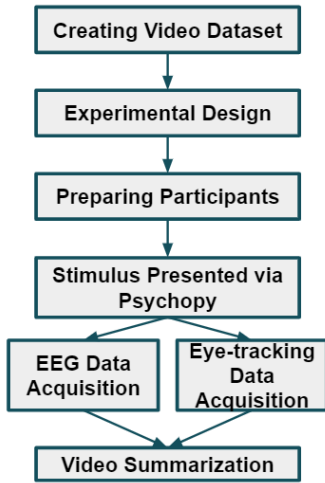 Creating Video Dataset
Experimental Design
Preparing Participants
Stimulus Presented via
Psychopy
EEG Data
Acquisition
Eye-tracking
Data
Acquisition
Video Summarization